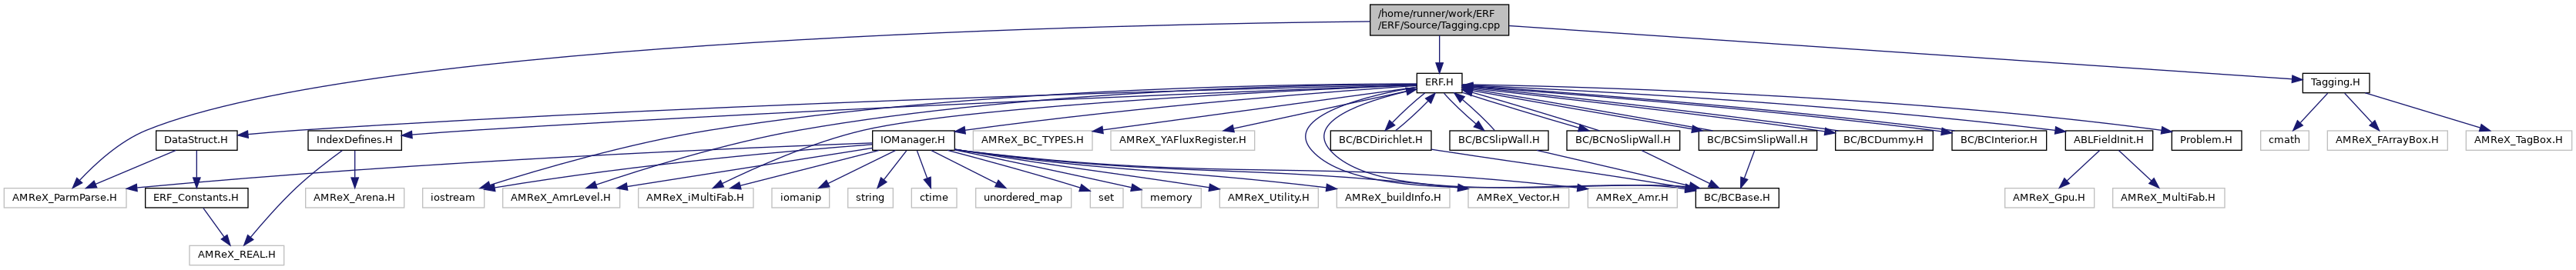 /home/runner/work/ERF
/ERF/Source/Tagging.cpp
ERF.H
Tagging.H
DataStruct.H
IndexDefines.H
IOManager.H
AMReX_BC_TYPES.H
AMReX_YAFluxRegister.H
BC/BCDirichlet.H
BC/BCSlipWall.H
BC/BCNoSlipWall.H
BC/BCSimSlipWall.H
BC/BCDummy.H
BC/BCInterior.H
ABLFieldInit.H
Problem.H
cmath
AMReX_FArrayBox.H
AMReX_TagBox.H
AMReX_ParmParse.H
ERF_Constants.H
AMReX_Arena.H
iostream
AMReX_AmrLevel.H
AMReX_iMultiFab.H
iomanip
string
ctime
unordered_map
set
memory
AMReX_Utility.H
AMReX_buildInfo.H
AMReX_Vector.H
AMReX_Amr.H
BC/BCBase.H
AMReX_Gpu.H
AMReX_MultiFab.H
AMReX_REAL.H